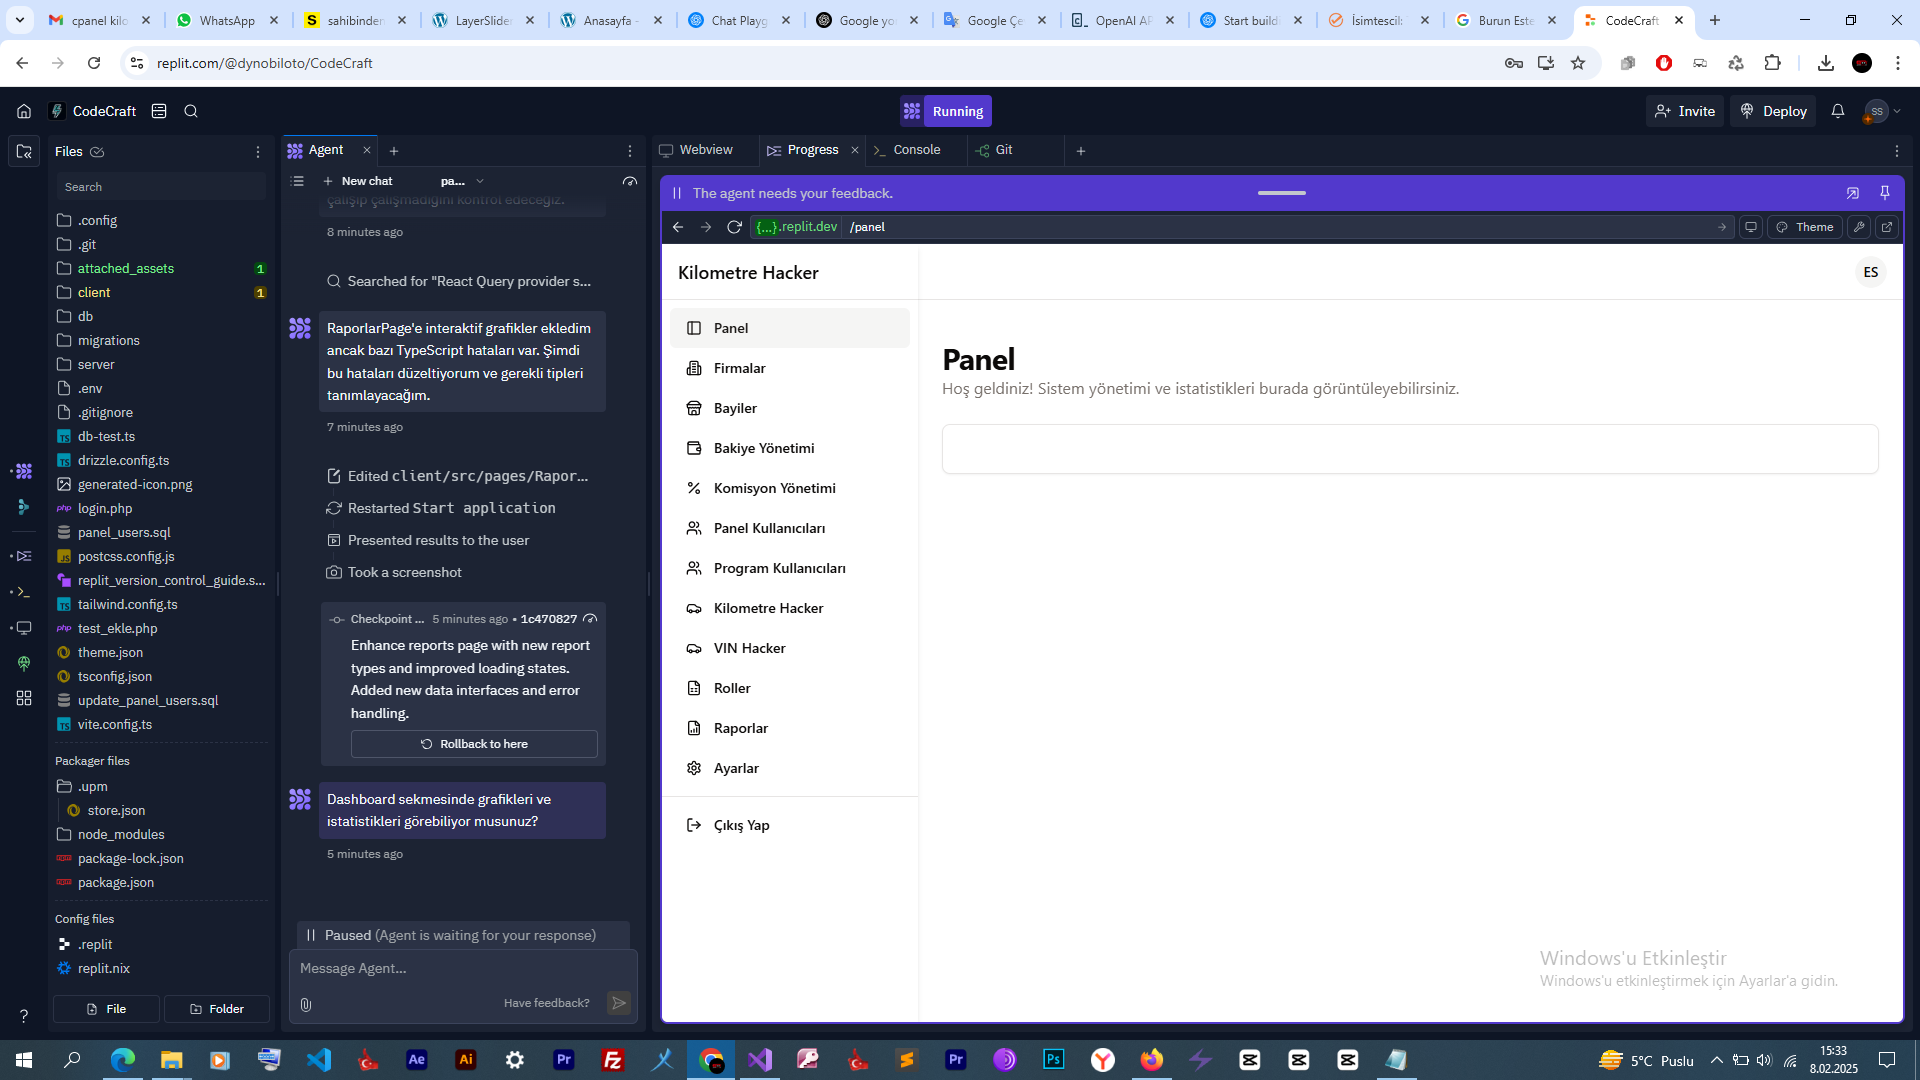 cpanel kilo
WhatsApp
sahibinden
LayerSlide
Anasayfa -
Chat Playg
Google yo
Google Çe
OpenAI AP
Start build
İsimtescil:
Burun Este
CodeCraft
replit.com/@dynobiloto/CodeCraft
CodeCraft
Running
Invite
Deploy
SS
Files
Search
.config
.git
attached_assets 1
client 1
db
migrations
server
.env
.gitignore
db-test.ts
drizzle.config.ts
generated-icon.png
login.php
panel_users.sql
postcss.config.js
replit_version_control_guide.s...
tailwind.config.ts
test_ekle.php
theme.json
tsconfig.json
update_panel_users.sql
vite.config.ts
Packager files
.upm
store.json
node_modules
package-lock.json
package.json
Config files
.replit
replit.nix
File
Folder
Agent
New chat
pa...
çalışıp çalışmadığını kontrol edeceğiz.
8 minutes ago
Searched for "React Query provider s...
RaporlarPage'e interaktif grafikler ekledim
ancak bazı TypeScript hataları var. Şimdi
bu hataları düzeltiyorum ve gerekli tipleri
tanımlayacağım.
7 minutes ago
Edited client/src/pages/Rapor...
Restarted Start application
Presented results to the user
Took a screenshot
Checkpoint ... 5 minutes ago • 1c470827
Enhance reports page with new report
types and improved loading states.
Added new data interfaces and error
handling.
Rollback to here
Dashboard sekmesinde grafikleri ve
istatistikleri görebiliyor musunuz?
5 minutes ago
Paused (Agent is waiting for your response)
Message Agent...
Have feedback?
Webview
Progress
Console
Git
The agent needs your feedback.
{...}.replit.dev /panel
Theme
Kilometre Hacker
ES
Panel
Firmalar
Bayiler
Bakiye Yönetimi
Komisyon Yönetimi
Panel Kullanıcıları
Program Kullanıcıları
Kilometre Hacker
VIN Hacker
Roller
Raporlar
Ayarlar
Çıkış Yap
Panel
Hoş geldiniz! Sistem yönetimi ve istatistikleri burada görüntüleyebilirsiniz.
Windows'u Etkinleştir
Windows'u etkinleştirmek için Ayarlar'a gidin.
5°C Puslu
15:33
8.02.2025